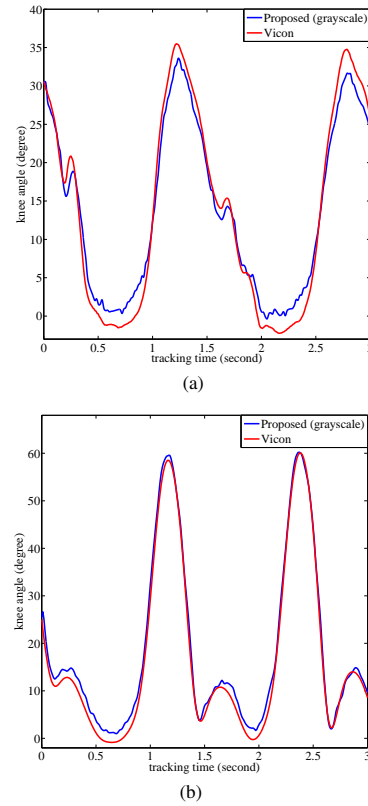 40
Proposed (grayscale)
Vicon
35
30
25
20
15
10
5
0
knee angle (degree)
0 0.5 1 1.5 2 2.5 3
tracking time (second)
(a)
Proposed (grayscale)
Vicon
60
50
40
30
20
10
0
knee angle (degree)
0 0.5 1 1.5 2 2.5 3
tracking time (second)
(b)